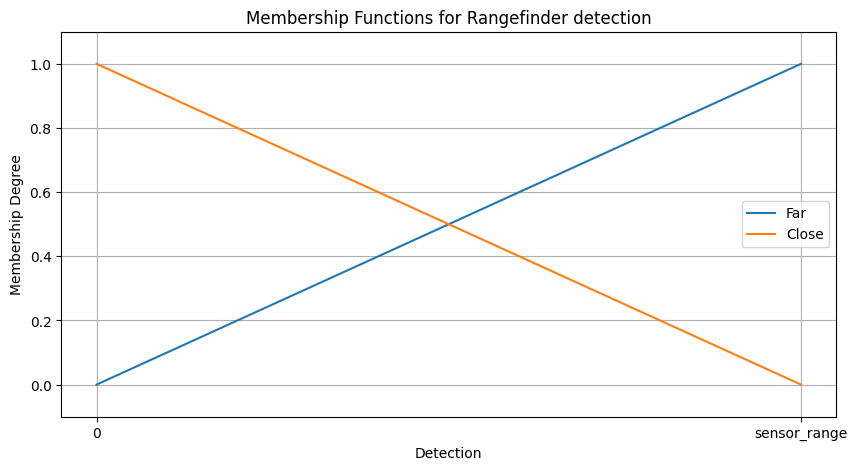 Membership Functions for Rangefinder detection
Membership Degree
1.0
0.8
0.6
0.4
0.2
0.0
Far
Close
0
sensor_range
Detection